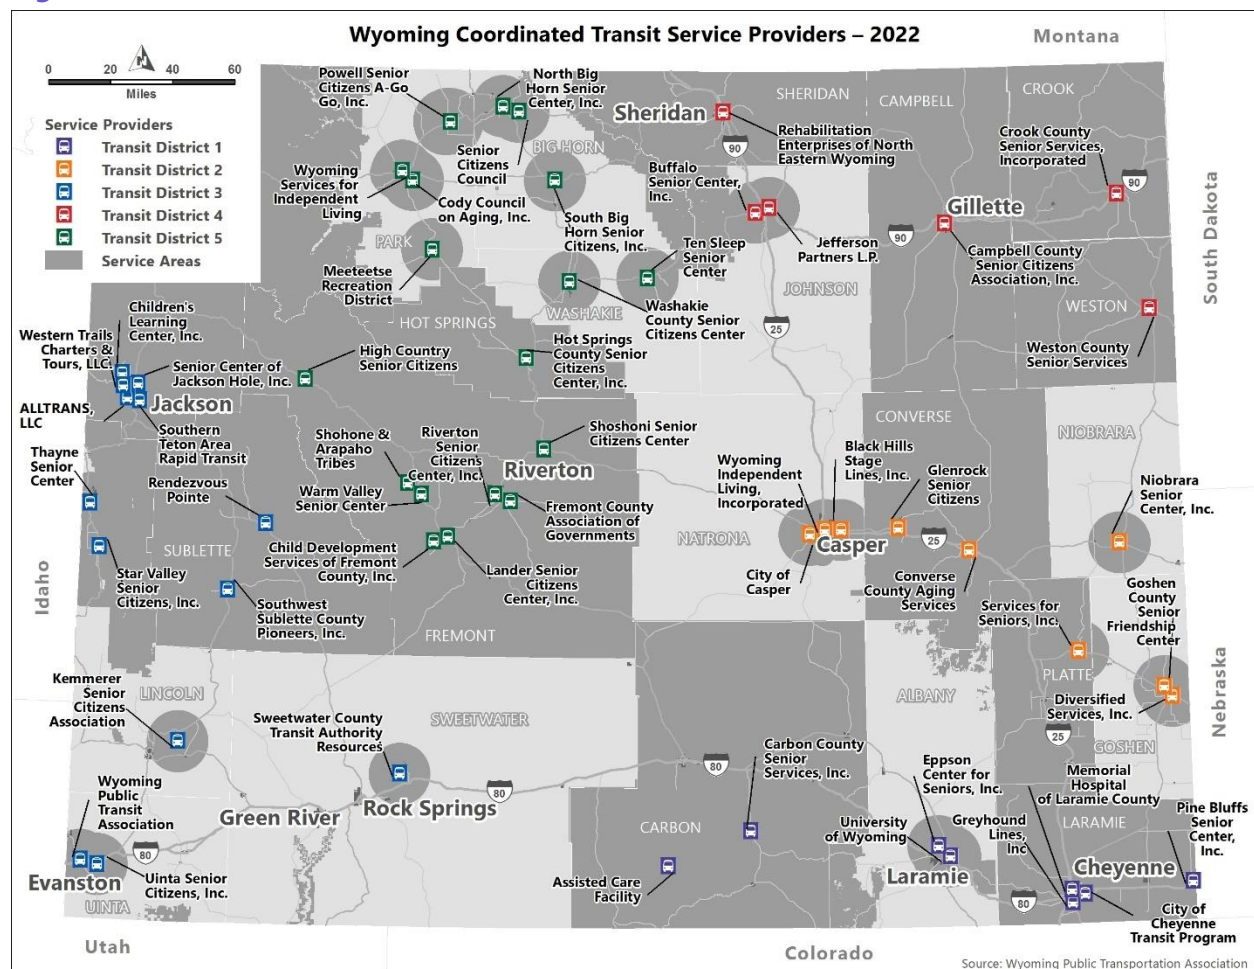 Wyoming Coordinated Transit Service Providers – 2022
Montana
N
0 20 40 60
Miles
Service Providers
Transit District 1
Transit District 2
Transit District 3
Transit District 4
Transit District 5
Service Areas
Powell Senior
Citizens A-Go
Go, Inc.
North Big
Horn Senior
Center, Inc.
Senior
Citizens
Council
BIG HORN
Wyoming
Services for
Independent
Living
Cody Council
on Aging, Inc.
South Big
Horn Senior
Citizens, Inc.
PARK
Meeteetse
Recreation
District
Sheridan
SHERIDAN
90
Rehabilitation
Enterprises of North
Eastern Wyoming
Buffalo
Senior Center,
Inc.
Jefferson
Partners L.P.
Ten Sleep
Senior
Center
Washakie
County Senior
Citizens Center
WASHAKIE
JOHNSON
25
CAMPBELL
CROOK
Crook County
Senior Services,
Incorporated
90
Gillette
90
Campbell County
Senior Citizens
Association, Inc.
WESTON
Weston County
Senior Services
South Dakota
Children's
Learning
Center, Inc.
Western Trails
Charters &
Tours, LLC.
Senior Center of
Jackson Hole, Inc.
Jackson
ALLTRANS,
LLC
Southern
Teton Area
Rapid Transit
HOT SPRINGS
High Country
Senior Citizens
Hot Springs
County Senior
Citizens
Center, Inc.
Thayne
Senior
Center
Rendezvous
Pointe
Shohone &
Arapaho
Tribes
Riverton
Senior
Citizens
Center, Inc.
Riverton
Shoshoni Senior
Citizens Center
Warm Valley
Senior Center
Fremont County
Association of
Governments
Child Development
Services of Fremont
County, Inc.
Lander Senior
Citizens
Center, Inc.
SUBLETTE
Star Valley
Senior
Citizens, Inc.
Southwest
Sublette County
Pioneers, Inc.
FREMONT
Idaho
Wyoming
Independent
Living,
Incorporated
Black Hills
Stage
Lines, Inc.
CONVERSE
Glenrock
Senior
Citizens
NATRONA
Casper
City of
Casper
25
Converse
County Aging
Services
NIOBRARA
Niobrara
Senior
Center, Inc.
Services for
Seniors, Inc.
Goshen
County
Senior
Friendship
Center
PLATTE
Diversified
Services, Inc.
25
GOSHEN
Nebraska
LINCOLN
Kemmerer
Senior
Citizens
Association
Sweetwater County
Transit Authority
Resources
SWEETWATER
Wyoming
Public
Transit
Association
Green River
Rock Springs
80
80
Evanston
Uinta Senior
Citizens, Inc.
UINTA
80
Carbon County
Senior
Services, Inc.
CARBON
Assisted Care
Facility
ALBANY
Eppson
Center for
Seniors, Inc.
University
of Wyoming
Laramie
Memorial
Hospital
of Laramie County
Greyhound
Lines,
Inc
LARAMIE
Pine Bluffs
Senior
Center,
Inc.
Cheyenne
80
City of
Cheyenne
Transit Program
Utah
Colorado
Source: Wyoming Public Transportation Association